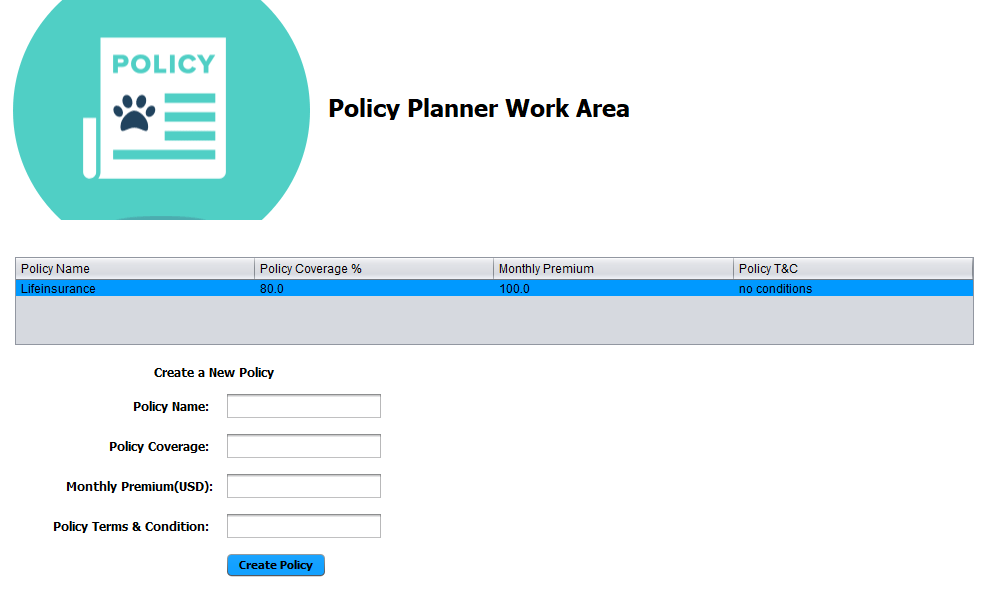 POLICY
Policy Planner Work Area
Policy Name Policy Coverage % Monthly Premium Policy T&C
Lifeinsurance 80.0 100.0 no conditions
Create a New Policy
Policy Name:
Policy Coverage:
Monthly Premium(USD):
Policy Terms & Condition:
Create Policy